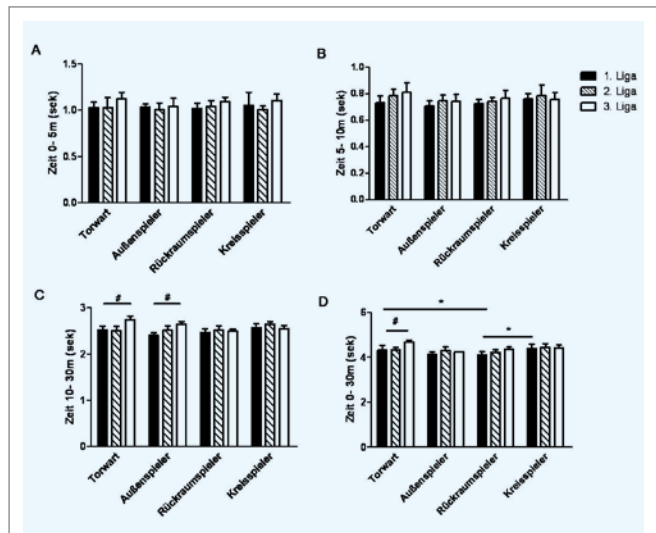 A
Zeit 0- 5m (sek)
1.5
1.0
0.5
0.0
Torwart
Außenspieler
Rückraumspieler
Kreisspieler
B
Zeit 5- 10m (sek)
1.0
0.8
0.6
0.4
0.2
0.0
Torwart
Außenspieler
Rückraumspieler
Kreisspieler
1. Liga
2. Liga
3. Liga
C
Zeit 10- 30m (sek)
3
2
1
0
# #
Torwart
Außenspieler
Rückraumspieler
Kreisspieler
D
Zeit 0- 30m (sek)
6
4
2
0
*
# *
Torwart
Außenspieler
Rückraumspieler
Kreisspieler